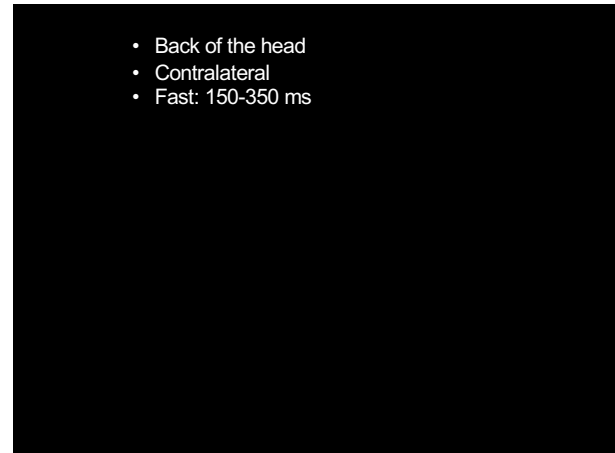 • Back of the head
• Contralateral
• Fast: 150-350 ms